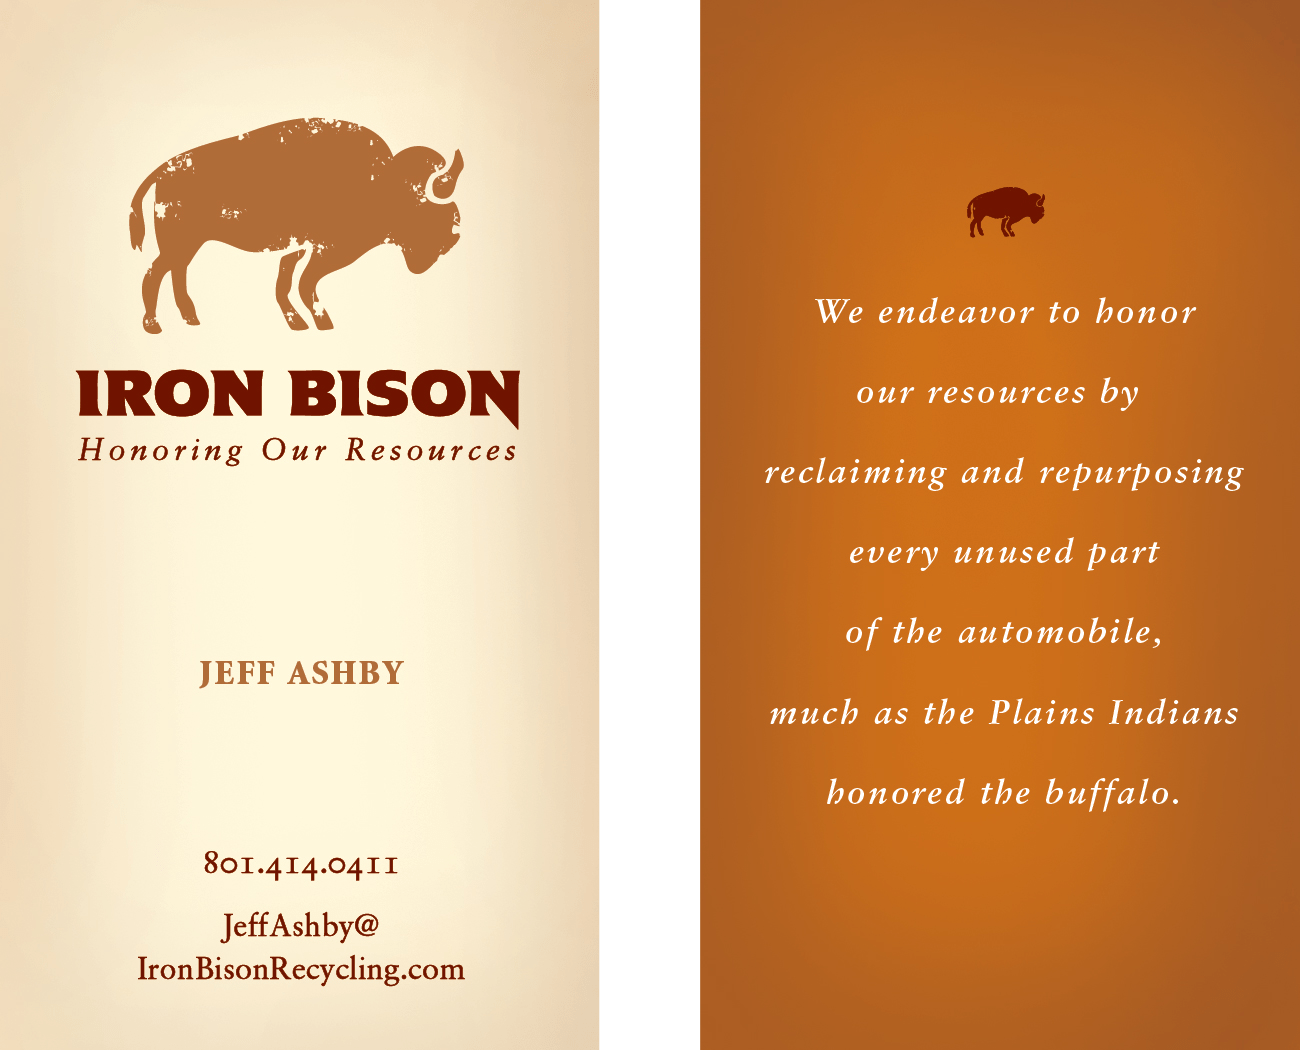 IRON BISON
Honoring Our Resources
JEFF ASHBY
801.414.0411
JeffAshby@
IronBisonRecycling.com
We endeavor to honor
our resources by
reclaiming and repurposing
every unused part
of the automobile,
much as the Plains Indians
honored the buffalo.